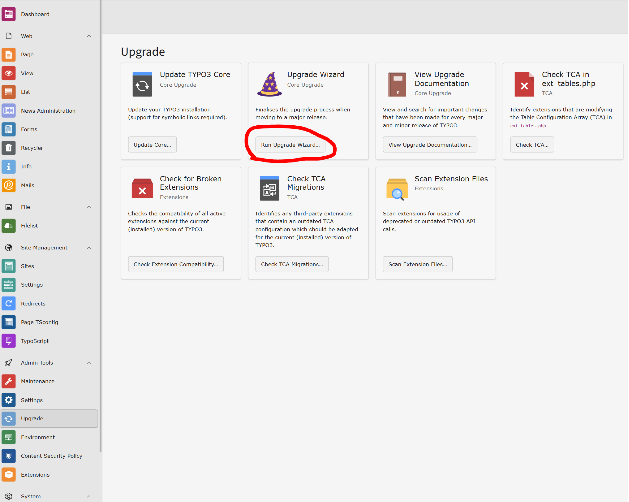 Dashboard
Web
Page
View
List
News Administration
Forms
Recycler
Info
Mails
File
Filelist
Site Management
Sites
Settings
Redirects
Page TSconfig
TypoScript
Admin Tools
Maintenance
Settings
Upgrade
Environment
Content Security Policy
Extensions
System
Upgrade
Update TYPO3 Core
Core Upgrade
Update your TYPO3 installation
(support for symbolic links required).
Update Core...
Upgrade Wizard
Core Upgrade
Finalises the upgrade process when
moving to a major release.
Run Upgrade Wizard...
View Upgrade
Documentation
Core Upgrade
View and search for important changes
that have been made for every major
and minor release of TYPO3.
View Upgrade Documentation...
Check TCA in
ext_tables.php
TCA
Identify extensions that are modifying
the Table Configuration Array (TCA) in
ext_tables.php.
Check TCA...
Check for Broken
Extensions
Extensions
Checks the compatibility of all active
extensions against the current
(installed) version of TYPO3.
Check Extension Compatibility...
Check TCA
Migrations
TCA
Identifies any third-party extensions
that contain an outdated TCA
configuration which should be adapted
for the current (installed) version of
TYPO3.
Check TCA Migrations...
Scan Extension Files
Extensions
Scan extensions for usage of
deprecated or outdated TYPO3 API
calls.
Scan Extension Files...